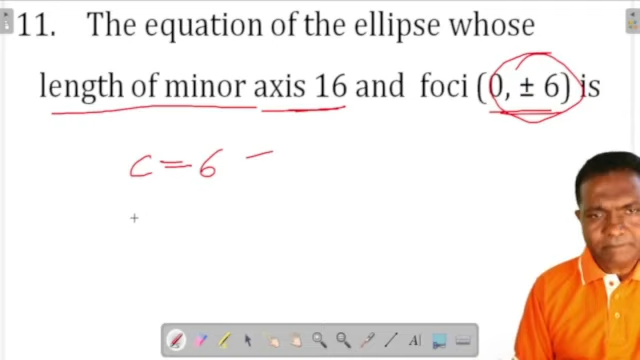 11. The equation of the ellipse whose
length of minor axis 16 and foci (0, ± 6) is
c = 6 –
A